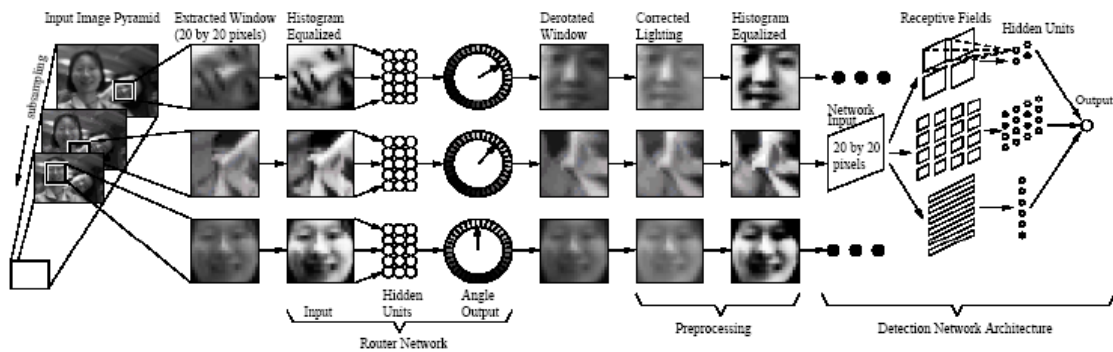 Input Image Pyramid
Extracted Window
(20 by 20 pixels)
Histogram
Equalized
Derotated
Window
Corrected
Lighting
Histogram
Equalized
Receptive Fields
Hidden Units
subsampling
Network
Input
20 by 20
pixels
Output
Input
Hidden
Units
Angle
Output
Router Network
Preprocessing
Detection Network Architecture